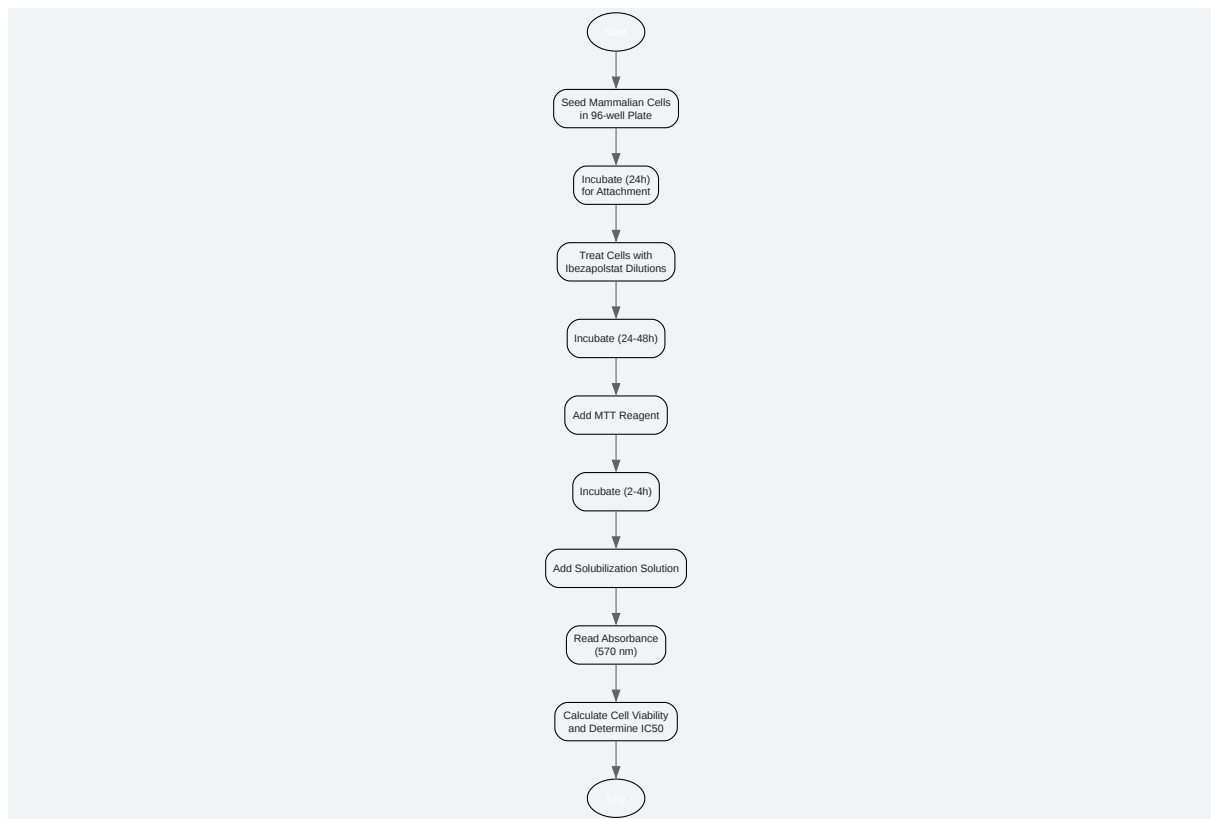 Start
Seed Mammalian Cells
in 96-well Plate
Incubate (24h)
for Attachment
Treat Cells with
Ibezapolstat Dilutions
Incubate (24-48h)
Add MTT Reagent
Incubate (2-4h)
Add Solubilization Solution
Read Absorbance
(570 nm)
Calculate Cell Viability
and Determine IC50
End